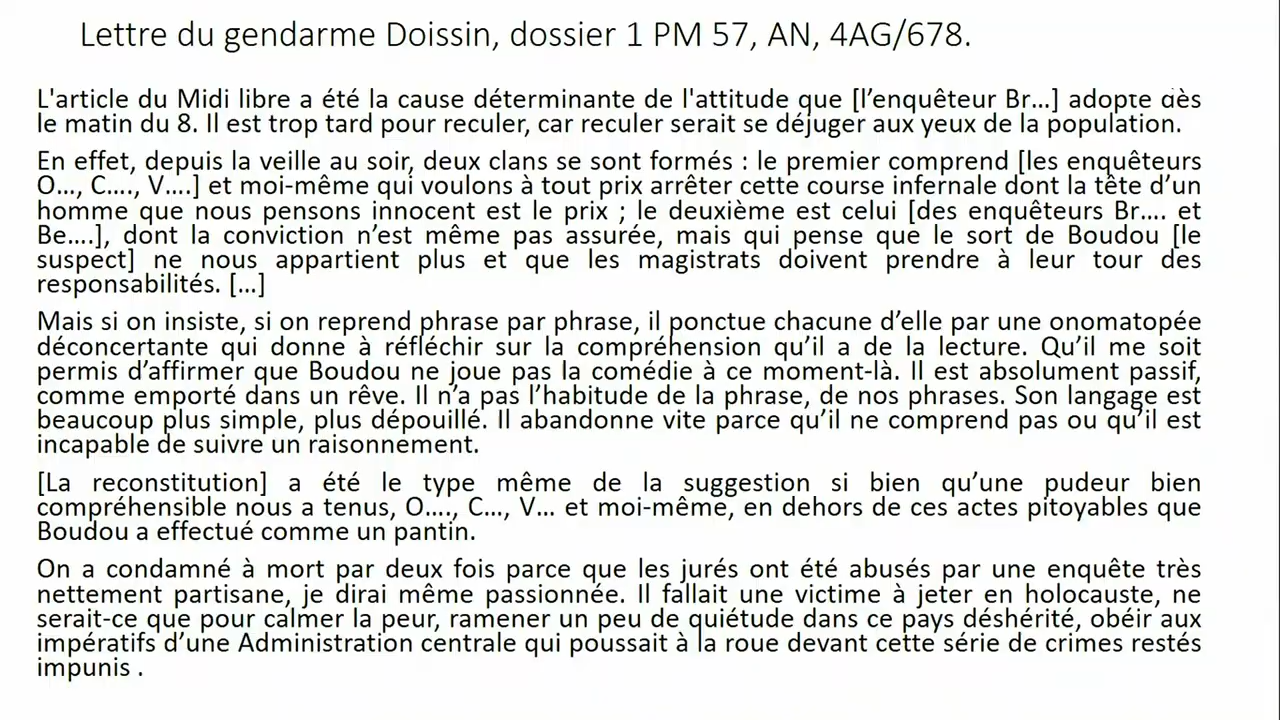 Lettre du gendarme Doissin, dossier 1 PM 57, AN, 4AG/678.
L'article du Midi libre a été la cause déterminante de l'attitude que [l’enquêteur Br…] adopte dès
le matin du 8. Il est trop tard pour reculer, car reculer serait se déjuger aux yeux de la population.
En effet, depuis la veille au soir, deux clans se sont formés : le premier comprend [les enquêteurs
O…, C…., V….] et moi-même qui voulons à tout prix arrêter cette course infernale dont la tête d’un
homme que nous pensons innocent est le prix ; le deuxième est celui [des enquêteurs Br…. et
Be….], dont la conviction n’est même pas assurée, mais qui pense que le sort de Boudou [le
suspect] ne nous appartient plus et que les magistrats doivent prendre à leur tour des
responsabilités. […]
Mais si on insiste, si on reprend phrase par phrase, il ponctue chacune d’elle par une onomatopée
déconcertante qui donne à réfléchir sur la compréhension qu’il a de la lecture. Qu’il me soit
permis d’affirmer que Boudou ne joue pas la comédie à ce moment-là. Il est absolument passif,
comme emporté dans un rêve. Il n’a pas l’habitude de la phrase, de nos phrases. Son langage est
beaucoup plus simple, plus dépouillé. Il abandonne vite parce qu’il ne comprend pas ou qu’il est
incapable de suivre un raisonnement.
[La reconstitution] a été le type même de la suggestion si bien qu’une pudeur bien
compréhensible nous a tenus, O…., C…, V… et moi-même, en dehors de ces actes pitoyables que
Boudou a effectué comme un pantin.
On a condamné à mort par deux fois parce que les jurés ont été abusés par une enquête très
nettement partisane, je dirai même passionnée. Il fallait une victime à jeter en holocauste, ne
serait-ce que pour calmer la peur, ramener un peu de quiétude dans ce pays déshérité, obéir aux
impératifs d’une Administration centrale qui poussait à la roue devant cette série de crimes restés
impunis .